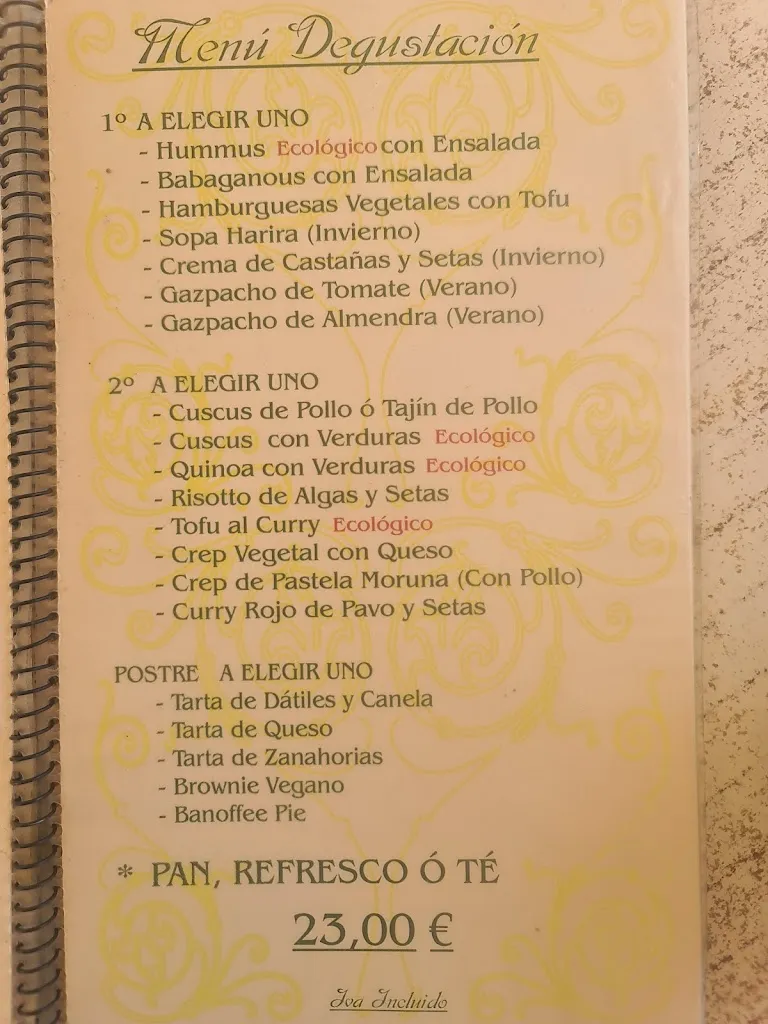 Menú Degustación
1º A ELEGIR UNO
- Hummus Ecológico con Ensalada
- Babaganous con Ensalada
- Hamburguesas Vegetales con Tofu
- Sopa Harira (Invierno)
- Crema de Castañas y Setas (Invierno)
- Gazpacho de Tomate (Verano)
- Gazpacho de Almendra (Verano)
2º A ELEGIR UNO
- Cuscus de Pollo ó Tajín de Pollo
- Cuscus con Verduras Ecológico
- Quinoa con Verduras Ecológico
- Risotto de Algas y Setas
- Tofu al Curry Ecológico
- Crep Vegetal con Queso
- Crep de Pastela Moruna (Con Pollo)
- Curry Rojo de Pavo y Setas
POSTRE A ELEGIR UNO
- Tarta de Dátiles y Canela
- Tarta de Queso
- Tarta de Zanahorias
- Brownie Vegano
- Banoffee Pie
* PAN, REFRESCO Ó TÉ
23,00 €
Iva Incluido